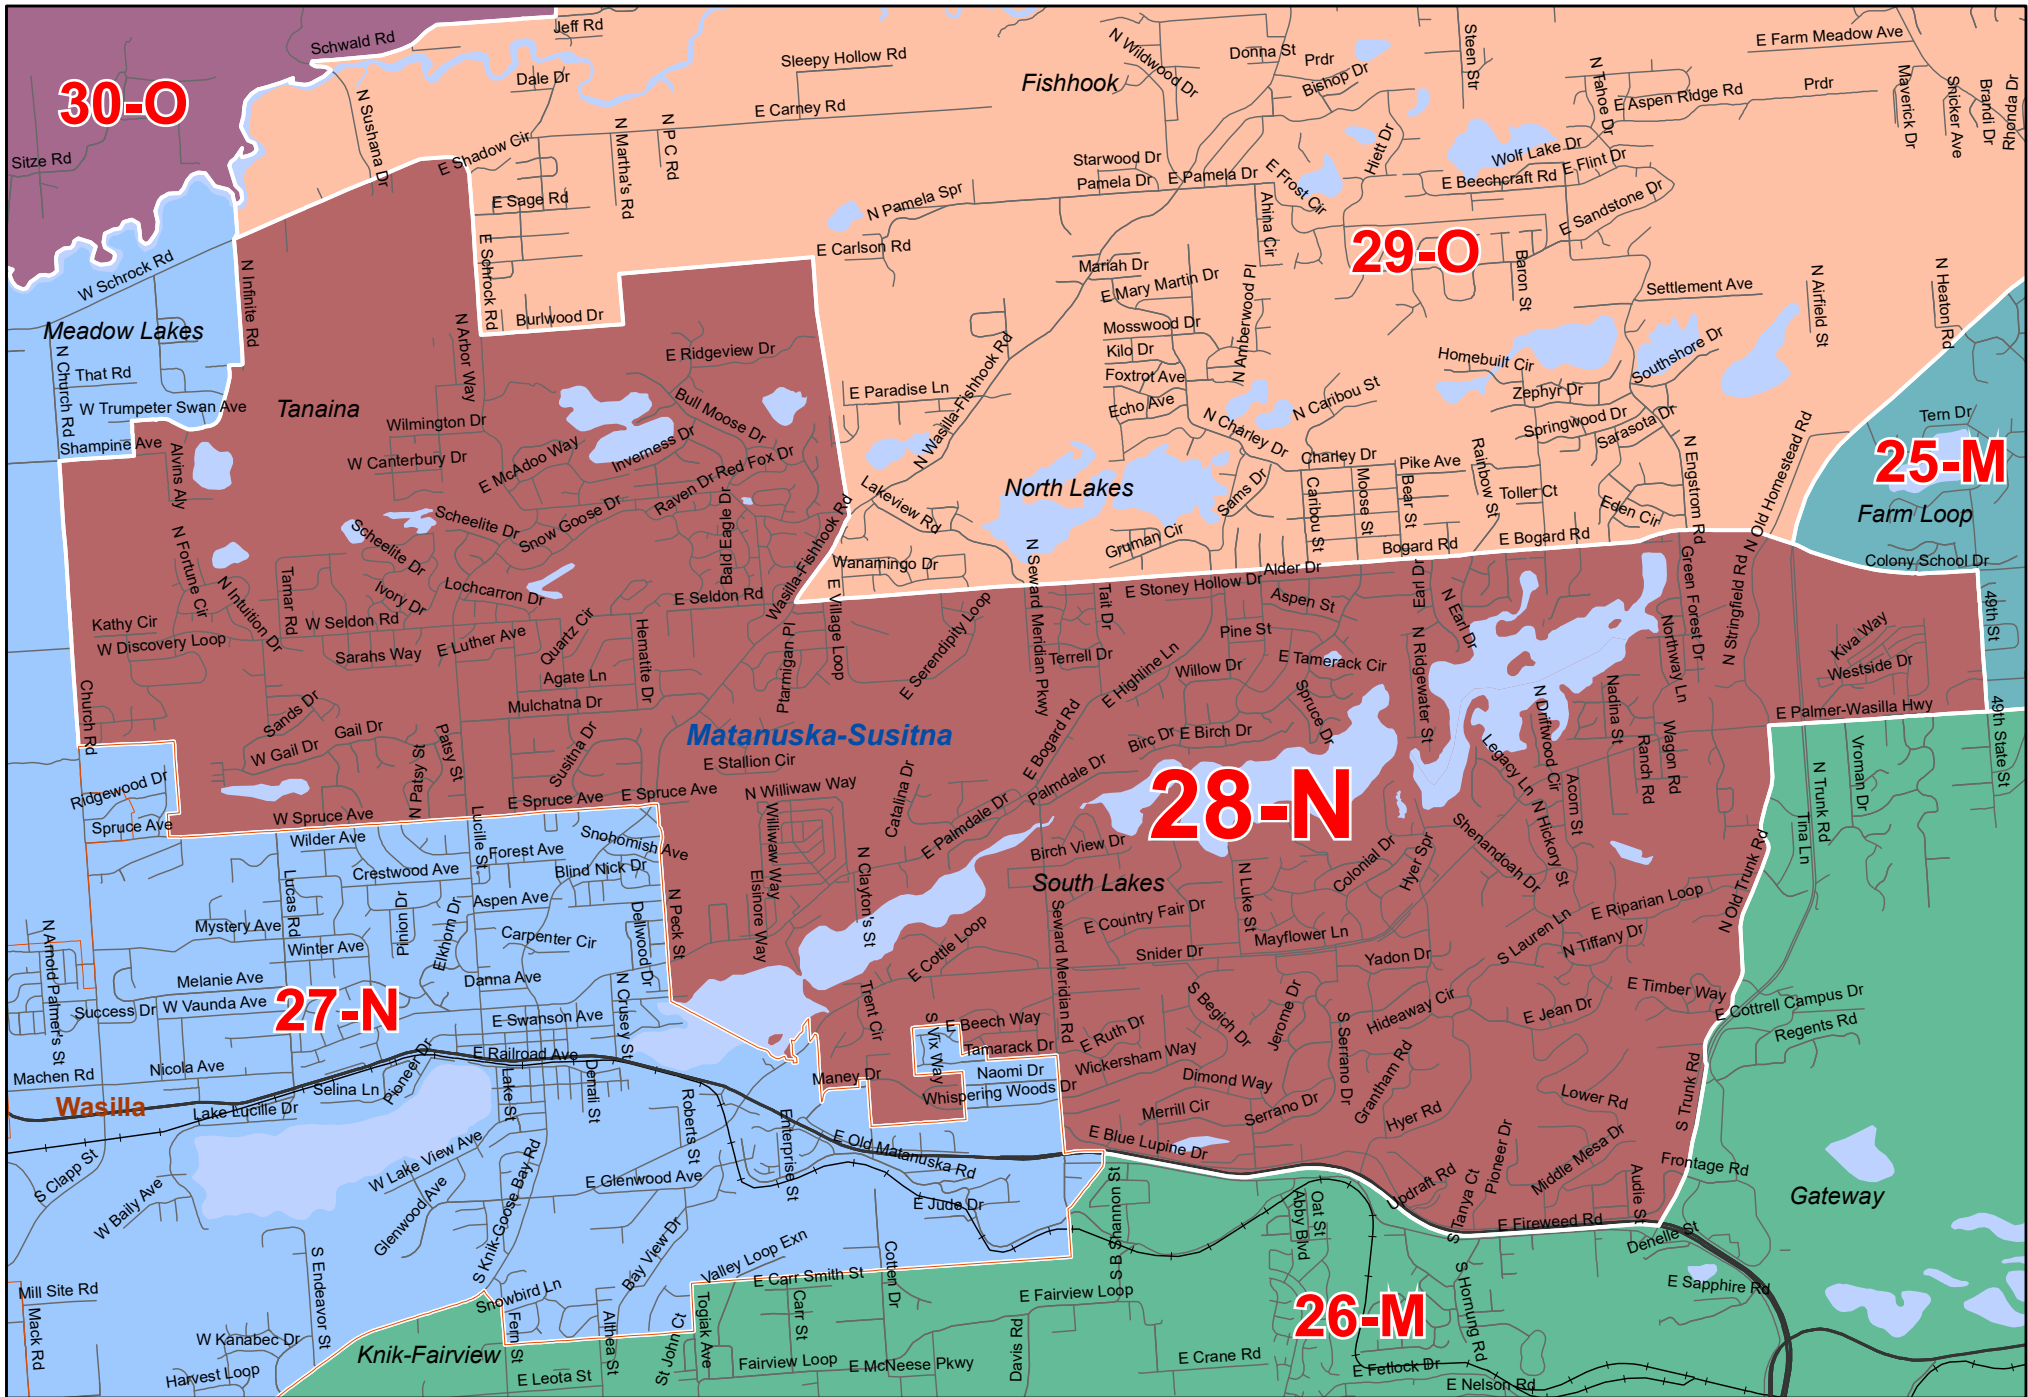 Schwald Rd
Jeff Rd
30-O
Sitze Rd
Dale Dr
Sleepy Hollow Rd
Fishhook
N Wildwood Dr
Donna St
Prdr
Bishop Dr
Steen Str
E Farm Meadow Ave
N Tahoe Dr
E Aspen Ridge Rd
Prdr
Maverick Dr
Snicker Ave
Brandi Dr
Rhonda Dr
N Sushana Dr
E Shadow Cir
N Martha's Rd
N P C Rd
E Carney Rd
Starwood Dr
Pamela Dr
E Pamela Dr
E Frost Cir
Hiett Dr
Wolf Lake Dr
E Beechcraft Rd
E Flint Dr
E Sandstone Dr
E Sage Rd
N Pamela Spr
E Carlson Rd
Ahina Cir
29-O
Baron St
W Schrock Rd
Meadow Lakes
N Infinite Rd
E Schrock Rd
Burlwood Dr
Mariah Dr
E Mary Martin Dr
Mosswood Dr
Kilo Dr
Foxtrot Ave
Echo Ave
N Amberwood Pl
Settlement Ave
N Airfield St
N Heaton Rd
N Church Rd
That Rd
W Trumpeter Swan Ave
Shampine Ave
Tanaina
N Arbor Way
E Ridgeview Dr
E Paradise Ln
N Wasilla-Fishhook Rd
N Caribou St
N Charley Dr
Homebuilt Cir
Southshore Dr
Zephyr Dr
Springwood Dr
Sarasota Dr
Tern Dr
25-M
Farm Loop
Colony School Dr
Wilmington Dr
W Canterbury Dr
E McAdoo Way
Inverness Dr
Bull Moose Dr
Red Fox Dr
Raven Dr
Bald Eagle Dr
Snow Goose Dr
Scheelite Dr
Scheelite Dr
Alvins Aly
N Fortune Cir
North Lakes
Lakeview Rd
Wanamingo Dr
Gruman Cir
Sams Dr
Charley Dr
Caribou St
Moose St
Bear St
Pike Ave
Rainbow St
Toller Ct
Eden Cir
Bogard Rd
E Bogard Rd
N Engstrom Rd
N Old Homestead Rd
Kathy Cir
W Discovery Loop
N Intuition Dr
Tamar Rd
W Seldon Rd
Ivory Dr
Lochcarron Dr
Sarahs Way
E Luther Ave
Quartz Cir
Agate Ln
Mulchatna Dr
Hematite Dr
E Seldon Rd
Wasilla-Fishhook Rd
Plarmigan Pl
E Village Loop
E Serendipity Loop
N Seward Meridian Pkwy
Tait Dr
Terrell Dr
E Stoney Hollow Dr
Alder Dr
Aspen St
Pine St
E Highline Ln
Willow Dr
E Tamerack Cir
Spruce Dr
Earl Dr
N Earl Dr
N Ridgewater St
Green Forest Dr
Northway Ln
N Stringfield Rd
Kiva Way
Westside Dr
49th St
Church Rd
Sands Dr
W Gail Dr
Gail Dr
Patsy St
N Patsy St
Susitna Dr
Matanuska-Susitna
E Stallion Cir
E Bogard Rd
Birc Dr
E Birch Dr
Palmdale Dr
28-N
N Driftwood Cir
Nadina St
Wagon Rd
Ranch Rd
Legacy Ln
Acorn St
N Hickory St
E Palmer-Wasilla Hwy
49th State St
N Trunk Rd
Vroman Dr
Tina Ln
Ridgewood Dr
Spruce Ave
W Spruce Ave
E Spruce Ave
E Spruce Ave
N Williwaw Way
Williwaw Way
Elsinore Way
Catalina Dr
E Palmdale Dr
Birch View Dr
South Lakes
Wilder Ave
Lucille St
Snohomish Ave
Forest Ave
Crestwood Ave
Blind Nick Dr
Lucas Rd
Aspen Ave
Pinion Dr
Elkhorn Dr
Carpenter Cir
Dellwood Dr
N Peck St
N Clayton's St
E Cottle Loop
Seward Meridian Rd
E Country Fair Dr
N Luke St
Snider Dr
Mayflower Ln
Colonial Dr
Hyer Spr
Shenandoah Dr
S Lauren Ln
E Riparian Loop
N Tiffany Dr
Yadon Dr
N Old Trunk Rd
Mystery Ave
Winter Ave
Melanie Ave
N Arnold Palmer's St
Success Dr
W Vaunda Ave
27-N
Danna Ave
E Swanson Ave
N Crusey St
Trent Cir
S Vix Way
E Beech Way
Tamarack Dr
Naomi Dr
Whispering Woods Dr
Maney Dr
E Ruth Dr
Wickersham Way
S Begich Dr
Jerome Dr
Dimond Way
Merrill Cir
Serrano Dr
S Serrano Dr
Hideaway Cir
Grantham Rd
Hyer Rd
E Jean Dr
E Timber Way
Lower Rd
E Cottrell Campus Dr
Regents Rd
S Trunk Rd
Machen Rd
Nicola Ave
E Railroad Ave
Selina Ln
Pioneer Dr
Lake St
Denali St
Wasilla
Lake Lucille Dr
Roberts St
Enterprise St
E Old Matanuska Rd
E Blue Lupine Dr
Updraft Rd
S Tanya Ct
Pioneer Dr
Middle Mesa Dr
Audie St
Frontage Rd
E Fireweed Rd
Denelle St
Gateway
S Clapp St
W Baily Ave
W Lake View Ave
Glenwood Ave
S Knik-Goose Bay Rd
E Glenwood Ave
E Jude Dr
S B Shannon St
Abby Blvd
Oat St
S Endeavor St
Bay View Dr
Valley Loop Exn
E Carr Smith St
Cotten Dr
Mill Site Rd
Mack Rd
Snowbird Ln
Fern St
Althea St
St John Ct
Togiak Ave
Carr St
E Fairview Loop
Davis Rd
26-M
S Hornung Rd
E Sapphire Rd
W Kanabec Dr
Harvest Loop
Knik-Fairview
E Leota St
Fairview Loop
E McNeese Pkwy
E Crane Rd
E Fetlock Dr
E Nelson Rd